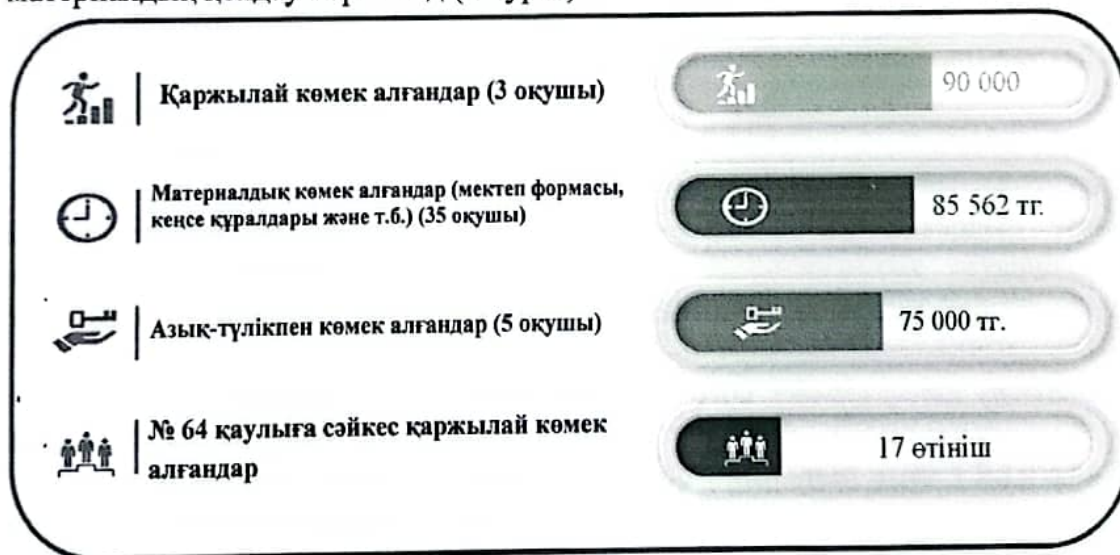 Қаржылай көмек алғандар (3 оқушы)
90 000
Материалдық көмек алғандар (мектеп формасы,
кеңсе құралдары және т.б.) (35 оқушы)
85 562 тг.
Азық-түлікпен көмек алғандар (5 оқушы)
75 000 тг.
№ 64 қаулыға сәйкес қаржылай көмек
алғандар
17 өтініш